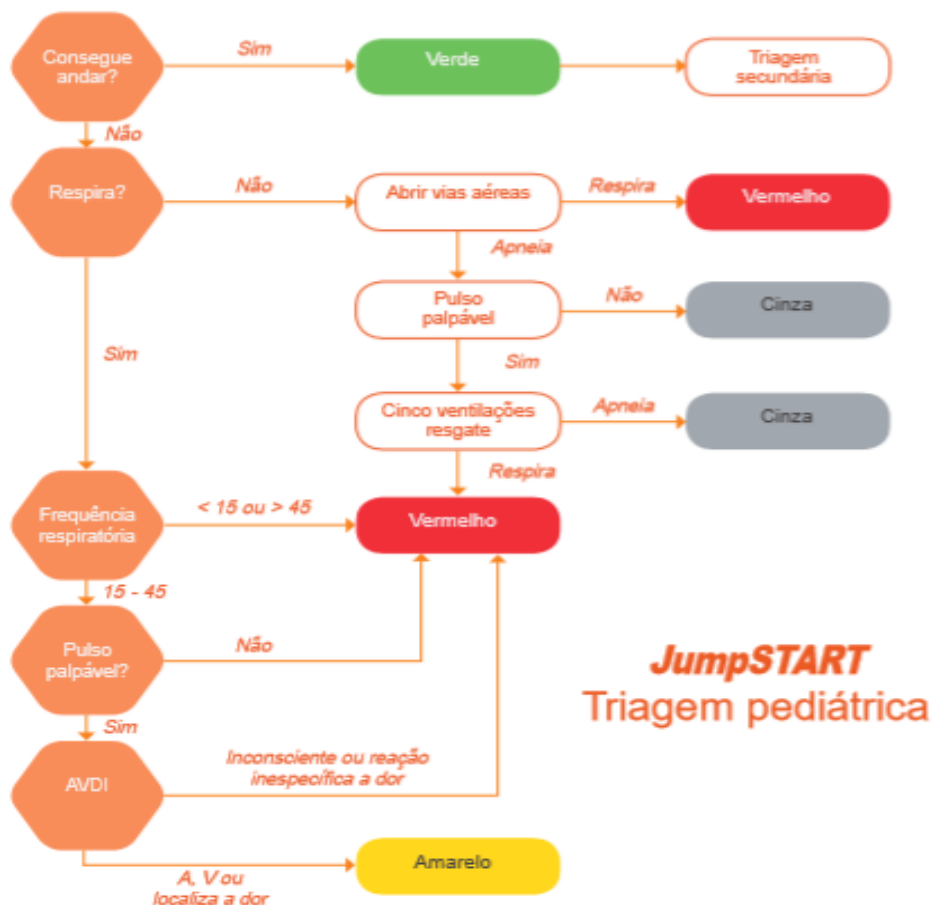 Consegue
andar?
Sim
Verde
Triagem
secundária
Não
Respira?
Não
Abrir vias aéreas
Respira
Vermelho
Apneia
Pulso
palpável
Não
Cinza
Sim
Sim
Cinco ventilações
resgate
Apneia
Cinza
Respira
Frequência
respiratória
< 15 ou > 45
Vermelho
15 - 45
Pulso
palpável?
Não
JumpSTART
Triagem pediátrica
Sim
AVDI
Inconsciente ou reação
inespecífica a dor
Amarelo
A, V ou
localiza a dor